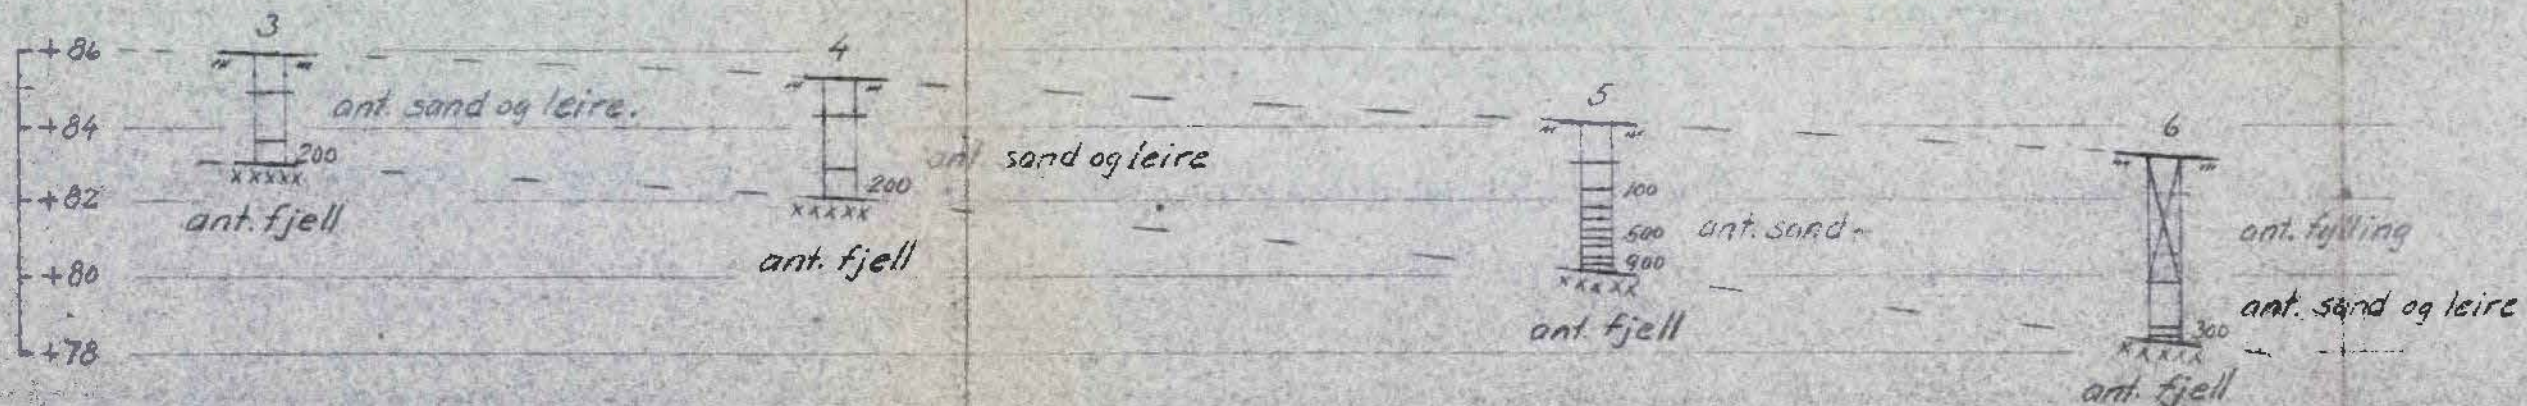 3
4
5
6
+86
+84
+82
+80
+78
ant. sand og leire.
200
ant. fjell
ant. sand og leire
200
ant. fjell
100
500
900
ant. sand-
ant. fjell
ant. fylling
ant. sand og leire
300
ant. fjell